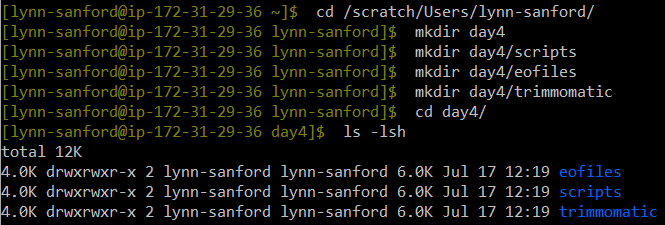 [lynn-sanford@ip-172-31-29-36 ~]$ cd /scratch/Users/lynn-sanford/
[lynn-sanford@ip-172-31-29-36 lynn-sanford]$ mkdir day4
[lynn-sanford@ip-172-31-29-36 lynn-sanford]$ mkdir day4/scripts
[lynn-sanford@ip-172-31-29-36 lynn-sanford]$ mkdir day4/eofiles
[lynn-sanford@ip-172-31-29-36 lynn-sanford]$ mkdir day4/trimmomatic
[lynn-sanford@ip-172-31-29-36 lynn-sanford]$ cd day4/
[lynn-sanford@ip-172-31-29-36 day4]$ ls -lsh
total 12K
4.0K drwxrwxr-x 2 lynn-sanford lynn-sanford 6.0K Jul 17 12:19 eofiles
4.0K drwxrwxr-x 2 lynn-sanford lynn-sanford 6.0K Jul 17 12:19 scripts
4.0K drwxrwxr-x 2 lynn-sanford lynn-sanford 6.0K Jul 17 12:19 trimmomatic